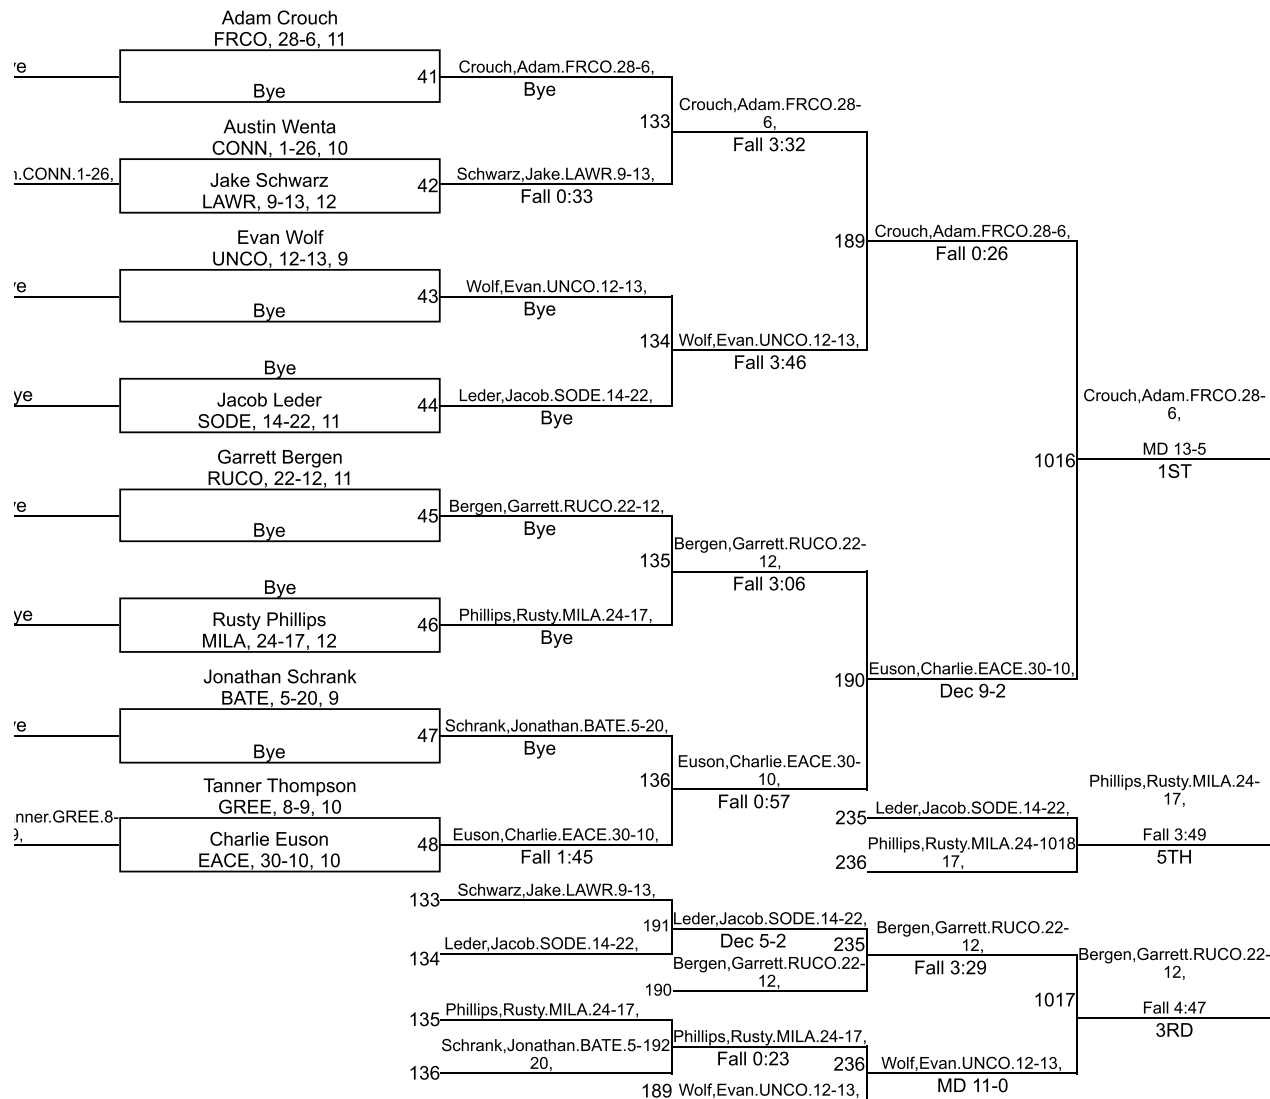 Adam Crouch
FRCO, 28-6, 11
ye
Bye
41
Crouch,Adam.FRCO.28-6,
Bye
133
Crouch,Adam.FRCO.28-
6,
Fall 3:32
Austin Wenta
CONN, 1-26, 10
n.CONN.1-26,
Jake Schwarz
LAWR, 9-13, 12
42
Schwarz,Jake.LAWR.9-13,
Fall 0:33
189
Crouch,Adam.FRCO.28-6,
Fall 0:26
Evan Wolf
UNCO, 12-13, 9
ye
Bye
43
Wolf,Evan.UNCO.12-13,
Bye
134
Wolf,Evan.UNCO.12-13,
Fall 3:46
Bye
ye
Jacob Leder
SODE, 14-22, 11
44
Leder,Jacob.SODE.14-22,
Bye
Crouch,Adam.FRCO.28-
6,
1016
MD 13-5
1ST
Garrett Bergen
RUCO, 22-12, 11
ye
Bye
45
Bergen,Garrett.RUCO.22-12,
Bye
135
Bergen,Garrett.RUCO.22-
12,
Fall 3:06
Bye
ye
Rusty Phillips
MILA, 24-17, 12
46
Phillips,Rusty.MILA.24-17,
Bye
190
Euson,Charlie.EACE.30-10,
Dec 9-2
Jonathan Schrank
BATE, 5-20, 9
ye
Bye
47
Schrank,Jonathan.BATE.5-20,
Bye
136
Euson,Charlie.EACE.30-
10,
Fall 0:57
Tanner Thompson
GREE, 8-9, 10
nner.GREE.8-
9,
Charlie Euson
EACE, 30-10, 10
48
Euson,Charlie.EACE.30-10,
Fall 1:45
235
Leder,Jacob.SODE.14-22,
236
Phillips,Rusty.MILA.24-
17,
1018
Phillips,Rusty.MILA.24-
17,
Fall 3:49
5TH
133
Schwarz,Jake.LAWR.9-13,
134
Leder,Jacob.SODE.14-22,
191
Leder,Jacob.SODE.14-22,
Dec 5-2
190
Bergen,Garrett.RUCO.22-
12,
235
Bergen,Garrett.RUCO.22-
12,
Fall 3:29
1017
Bergen,Garrett.RUCO.22-
12,
Fall 4:47
3RD
135
Phillips,Rusty.MILA.24-17,
136
Schrank,Jonathan.BATE.5-
20,
192
Phillips,Rusty.MILA.24-17,
Fall 0:23
189
Wolf,Evan.UNCO.12-13,
236
Wolf,Evan.UNCO.12-13,
MD 11-0